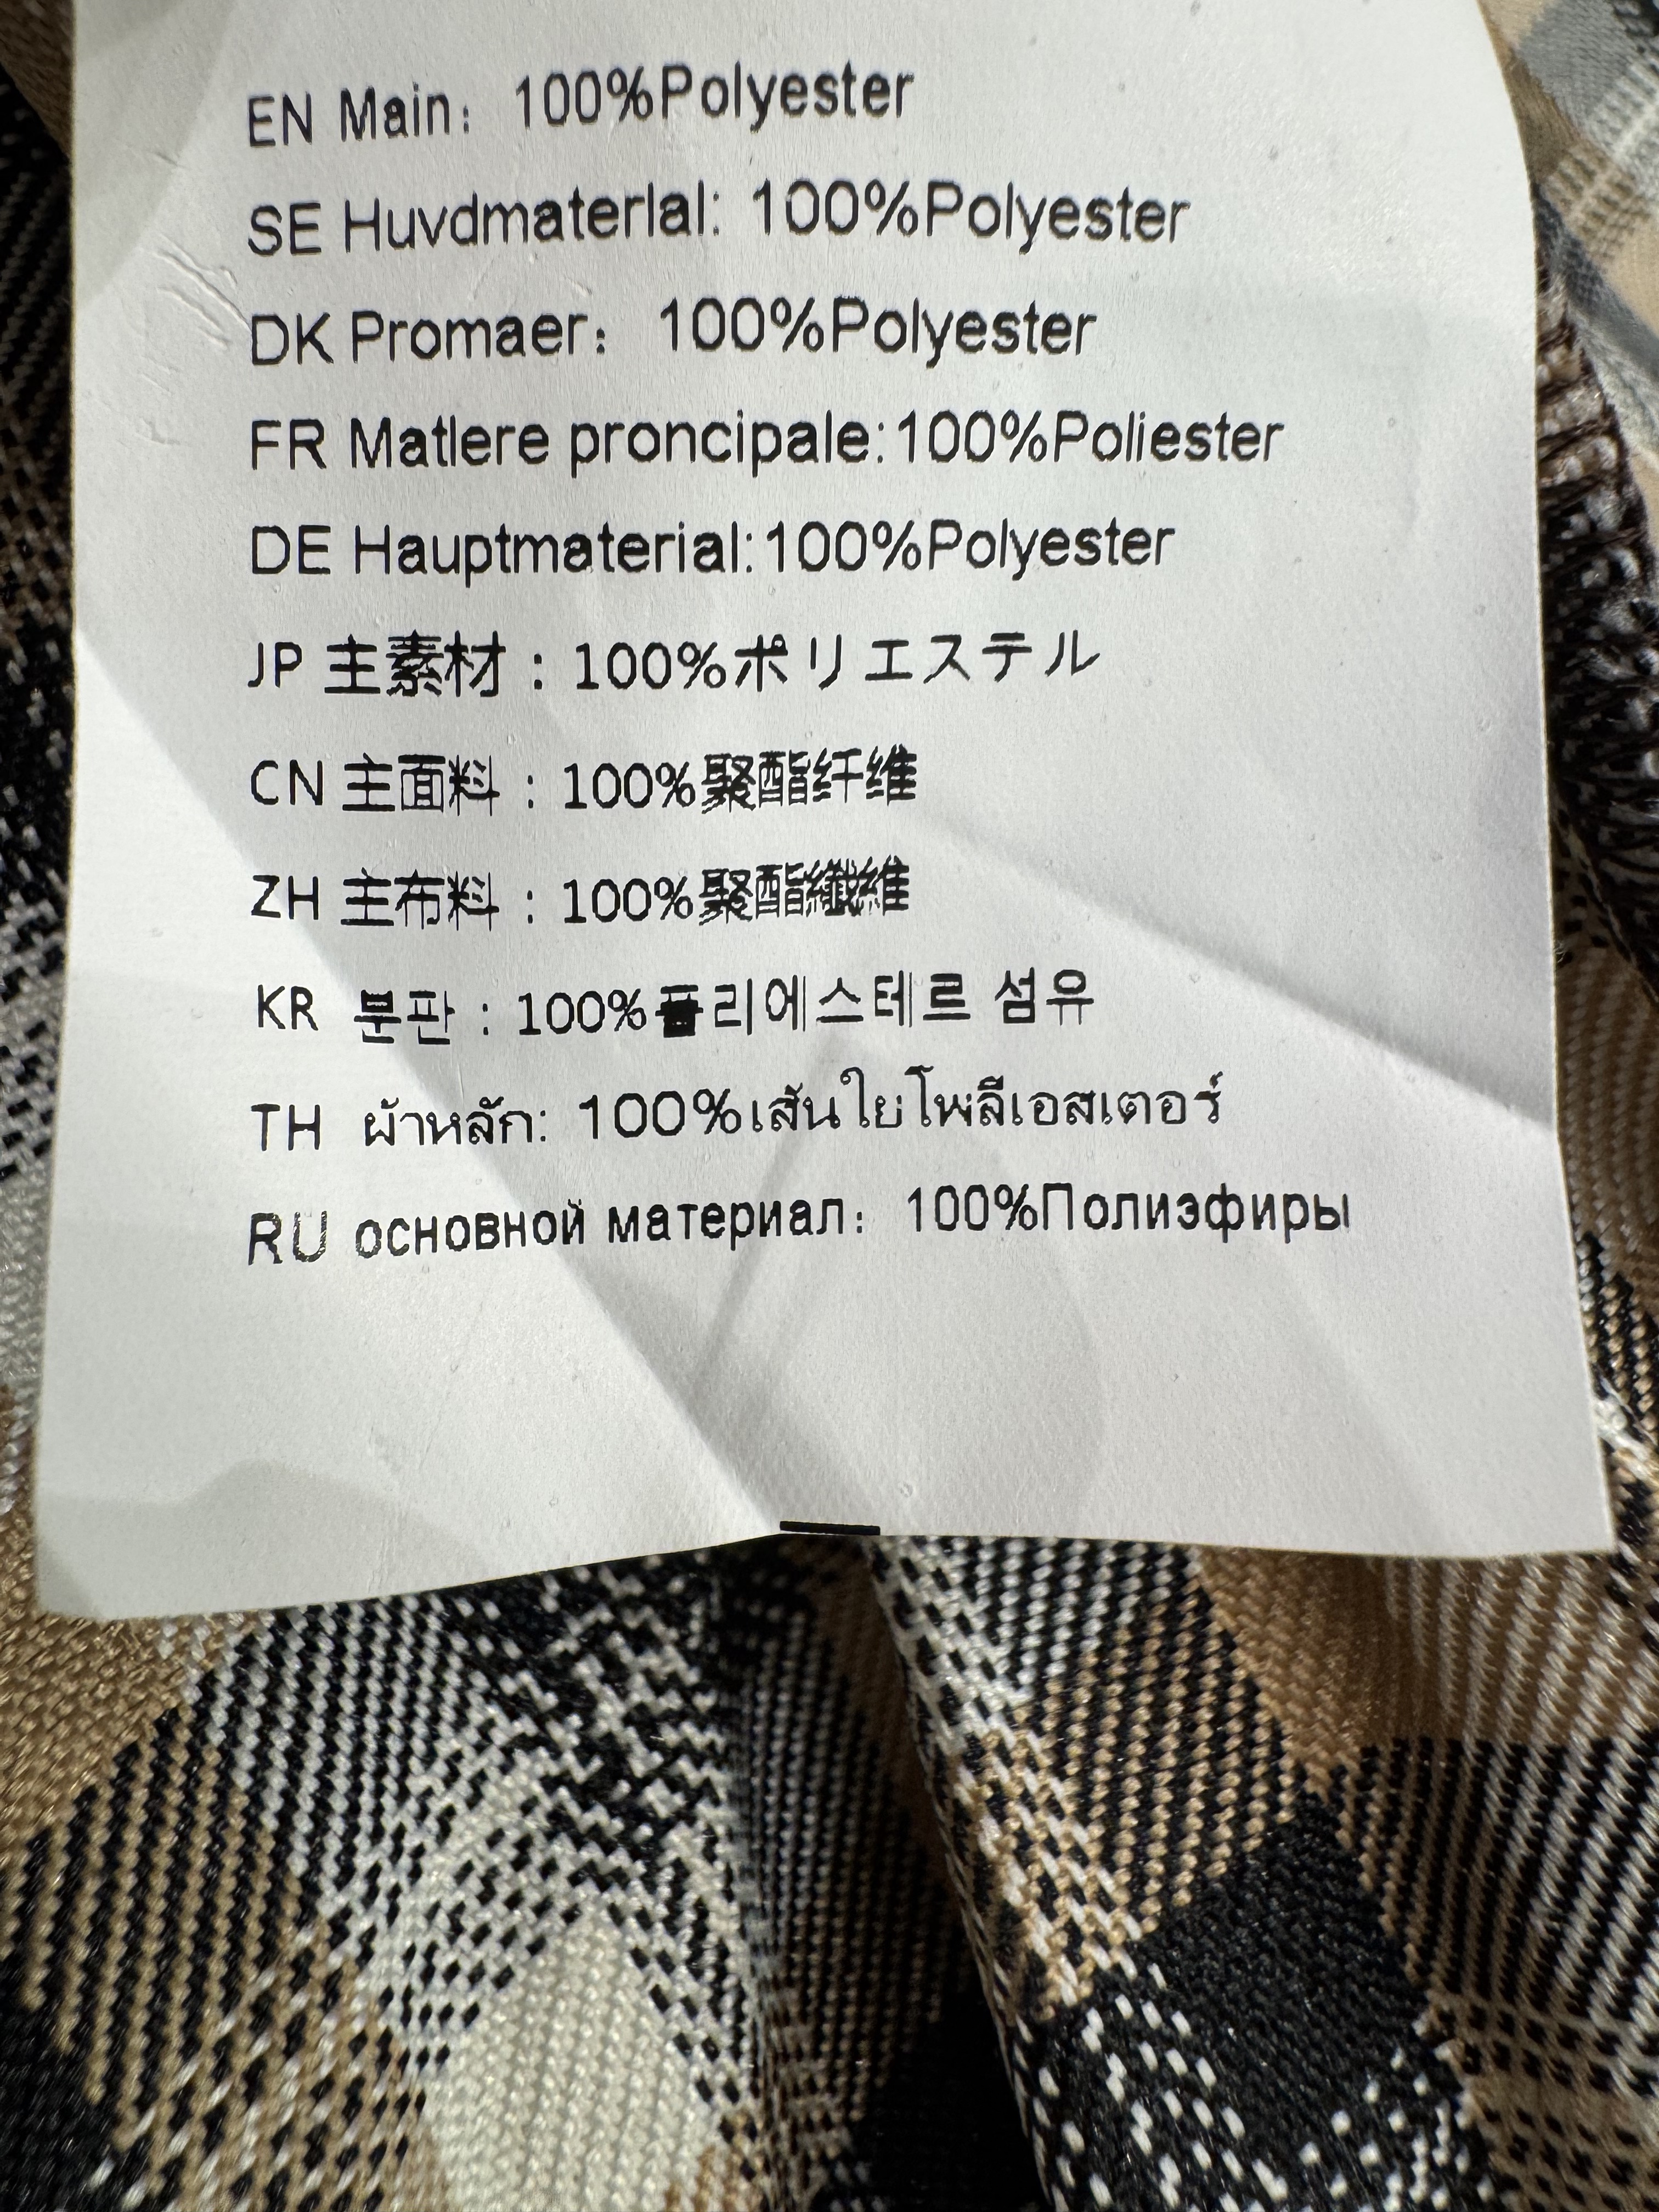 EN Main： 100%Polyester
SE Huvdmaterlal: 100%Polyester
DK Promaer： 100%Polyester
FR Matlere proncipale:100%Poliester
DE Hauptmaterial:100%Polyester
JP 主素材：100%ポリエステル
CN 主面料：100%聚酯纤维
ZH 主布料：100%聚酯纖維
KR 분판：100%폴리에스테르 섬유
TH ผ้าหลัก: 100%เส้นใยโพลีเอสเตอร์
RU основной материал： 100%Полиэфиры